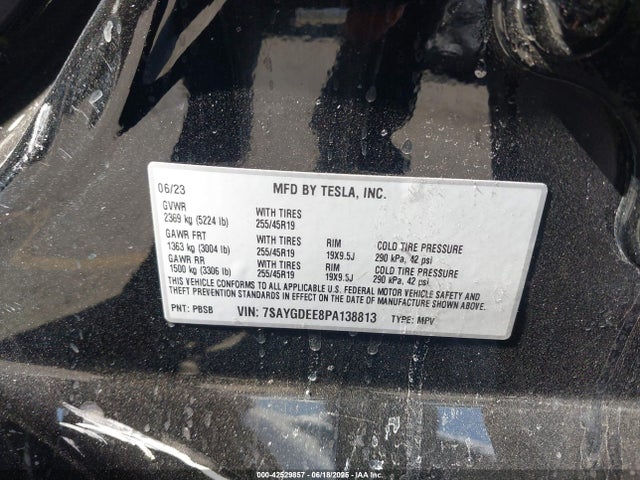 06/23 MFD BY TESLA, INC.
GVWR WITH TIRES
2369 kg (5224 lb) 255/45R19
GAWR FRT WITH TIRES RIM COLD TIRE PRESSURE
1363 kg (3004 lb) 255/45R19 19X9.5J 290 kPa, 42 psi
GAWR RR WITH TIRES RIM COLD TIRE PRESSURE
1500 kg (3306 lb) 255/45R19 19X9.5J 290 kPa, 42 psi
THIS VEHICLE CONFORMS TO ALL APPLICABLE U.S. FEDERAL MOTOR VEHICLE SAFETY AND
THEFT PREVENTION STANDARDS IN EFFECT ON THE DATE OF MANUFACTURE SHOWN ABOVE.
PNT: PBSB VIN: 7SAYGDEE8PA138813 TYPE: MPV
000-42529857 - 06/18/2025 - IAAI.COM